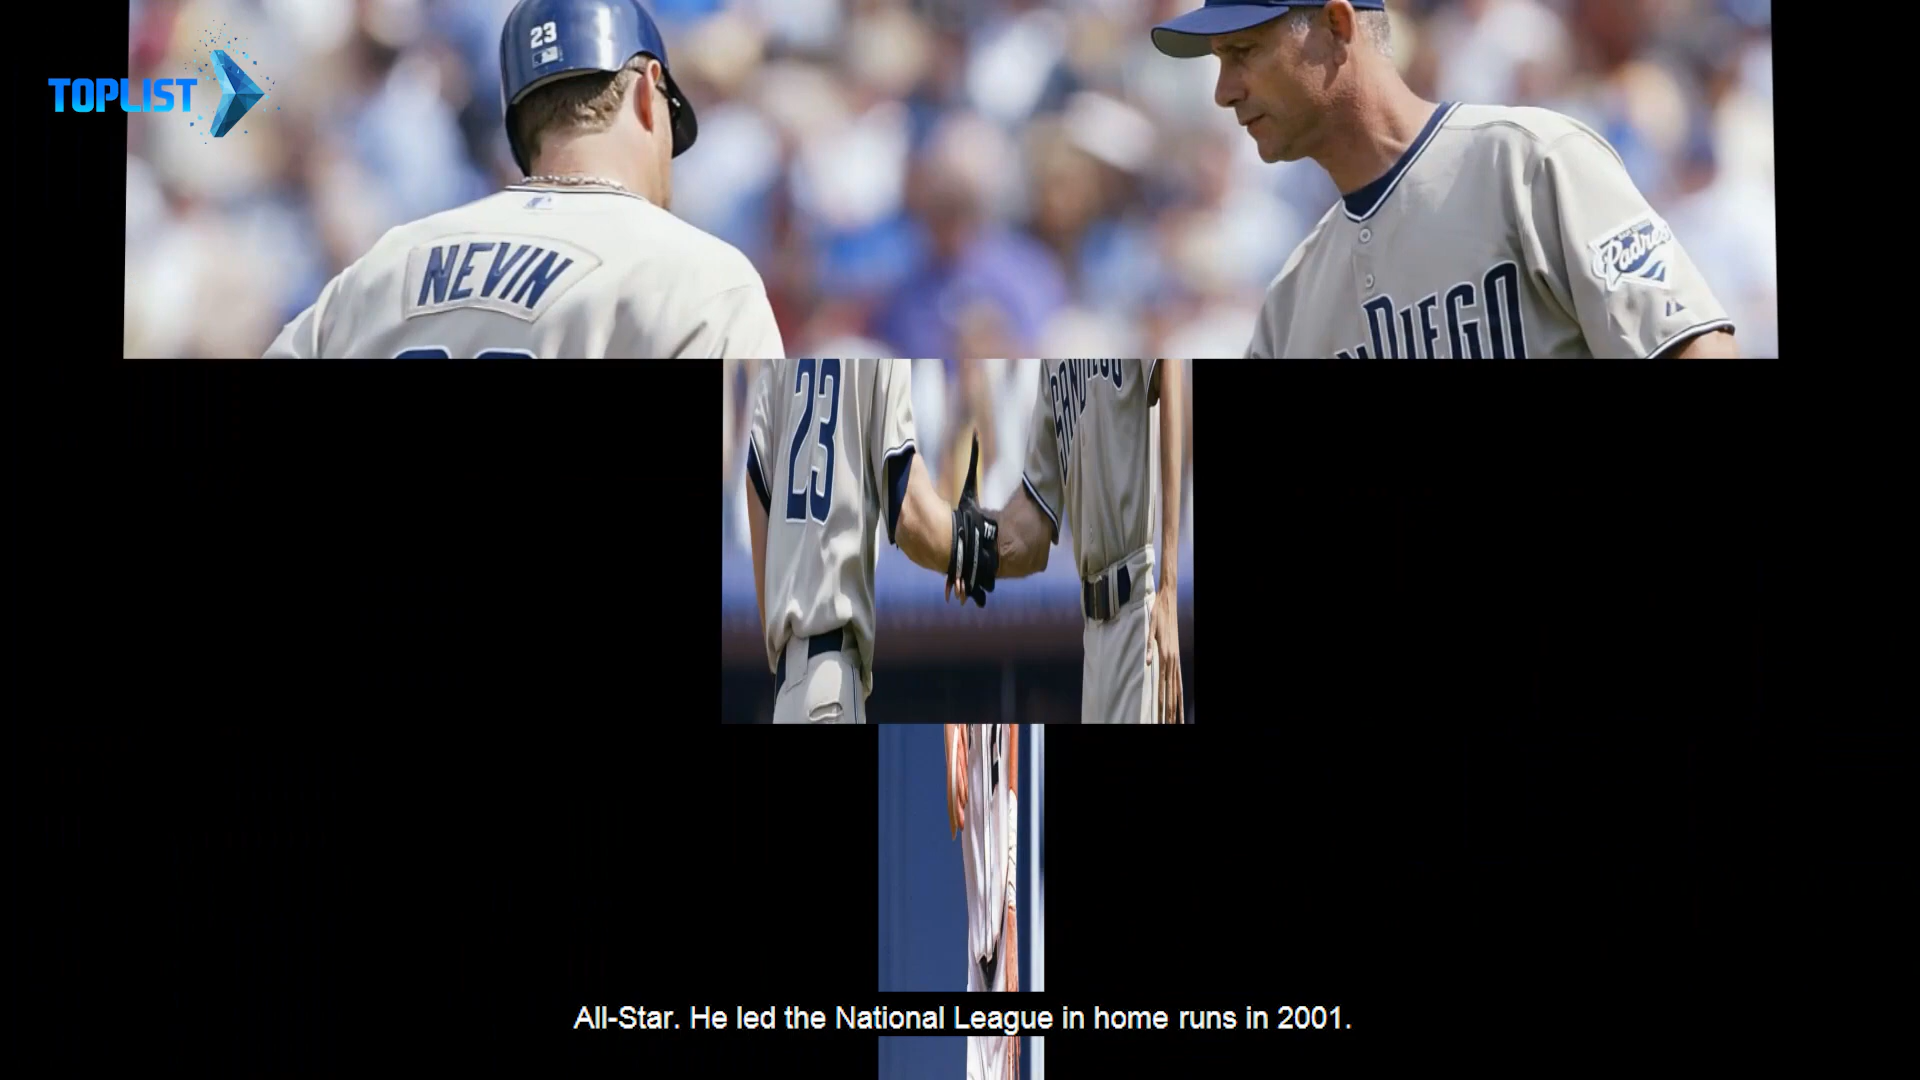 23
TOPLIST
NEVIN
Padres
DIEGO
23
All-Star. He led the National League in home runs in 2001.